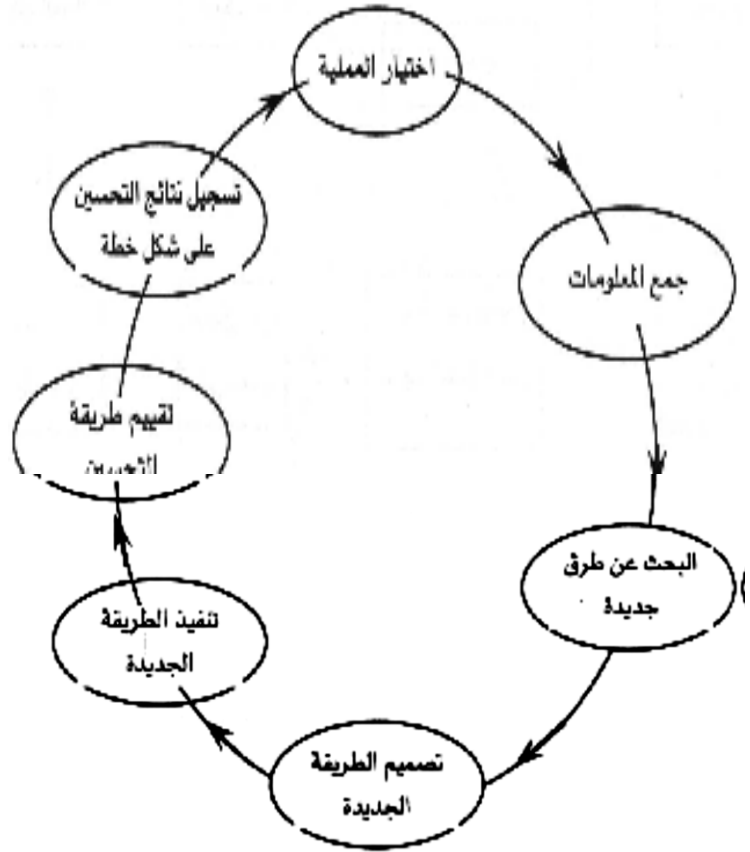 اختيار العملية
جمع المعلومات
البحث عن طرق
جديدة
تصميم الطريقة
الجديدة
تنفيذ الطريقة
الجديدة
تقييم طريقة
التحسين
تسجيل نتائج التحسين
على شكل خطة